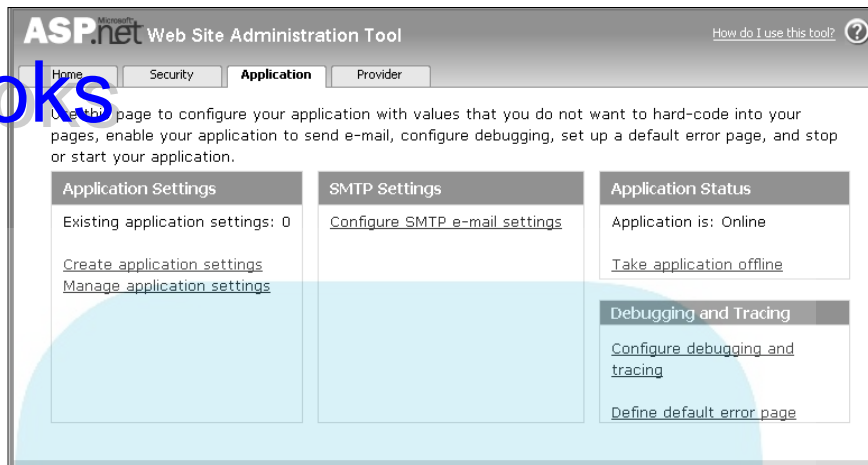 Microsoft
ASP.net Web Site Administration Tool
How do I use this tool? ?
Home Security Application Provider
oks
Use this page to configure your application with values that you do not want to hard-code into your
pages, enable your application to send e-mail, configure debugging, set up a default error page, and stop
or start your application.
Application Settings
Existing application settings: 0
Create application settings
Manage application settings
SMTP Settings
Configure SMTP e-mail settings
Application Status
Application is: Online
Take application offline
Debugging and Tracing
Configure debugging and
tracing
Define default error page